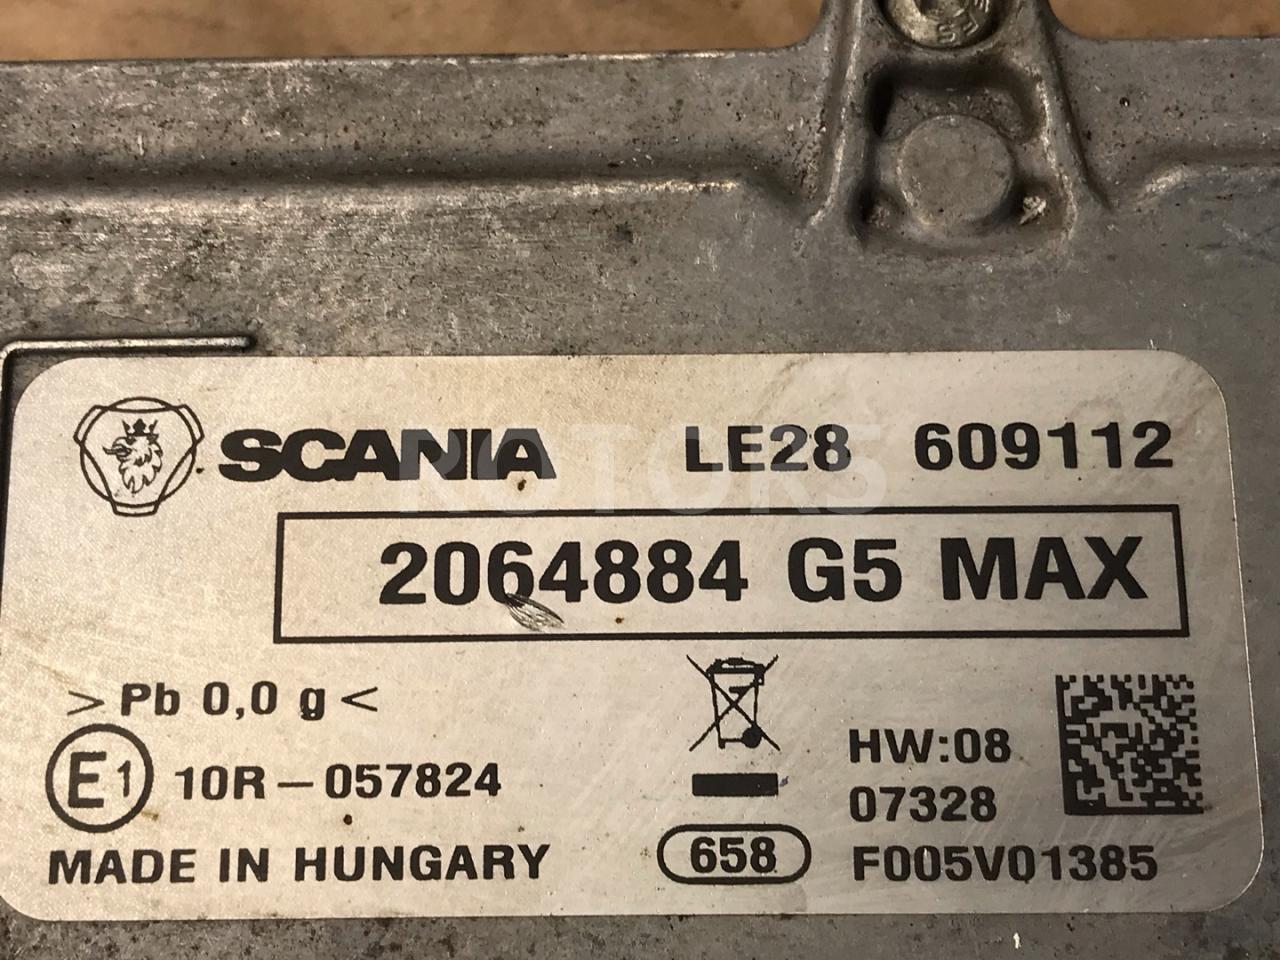 SCANIA LE28 609112
2064884 G5 MAX
>Pb 0,0 g<
E1 10R-057824
HW:08
07328
MADE IN HUNGARY 658 F005V01385
ROTORS